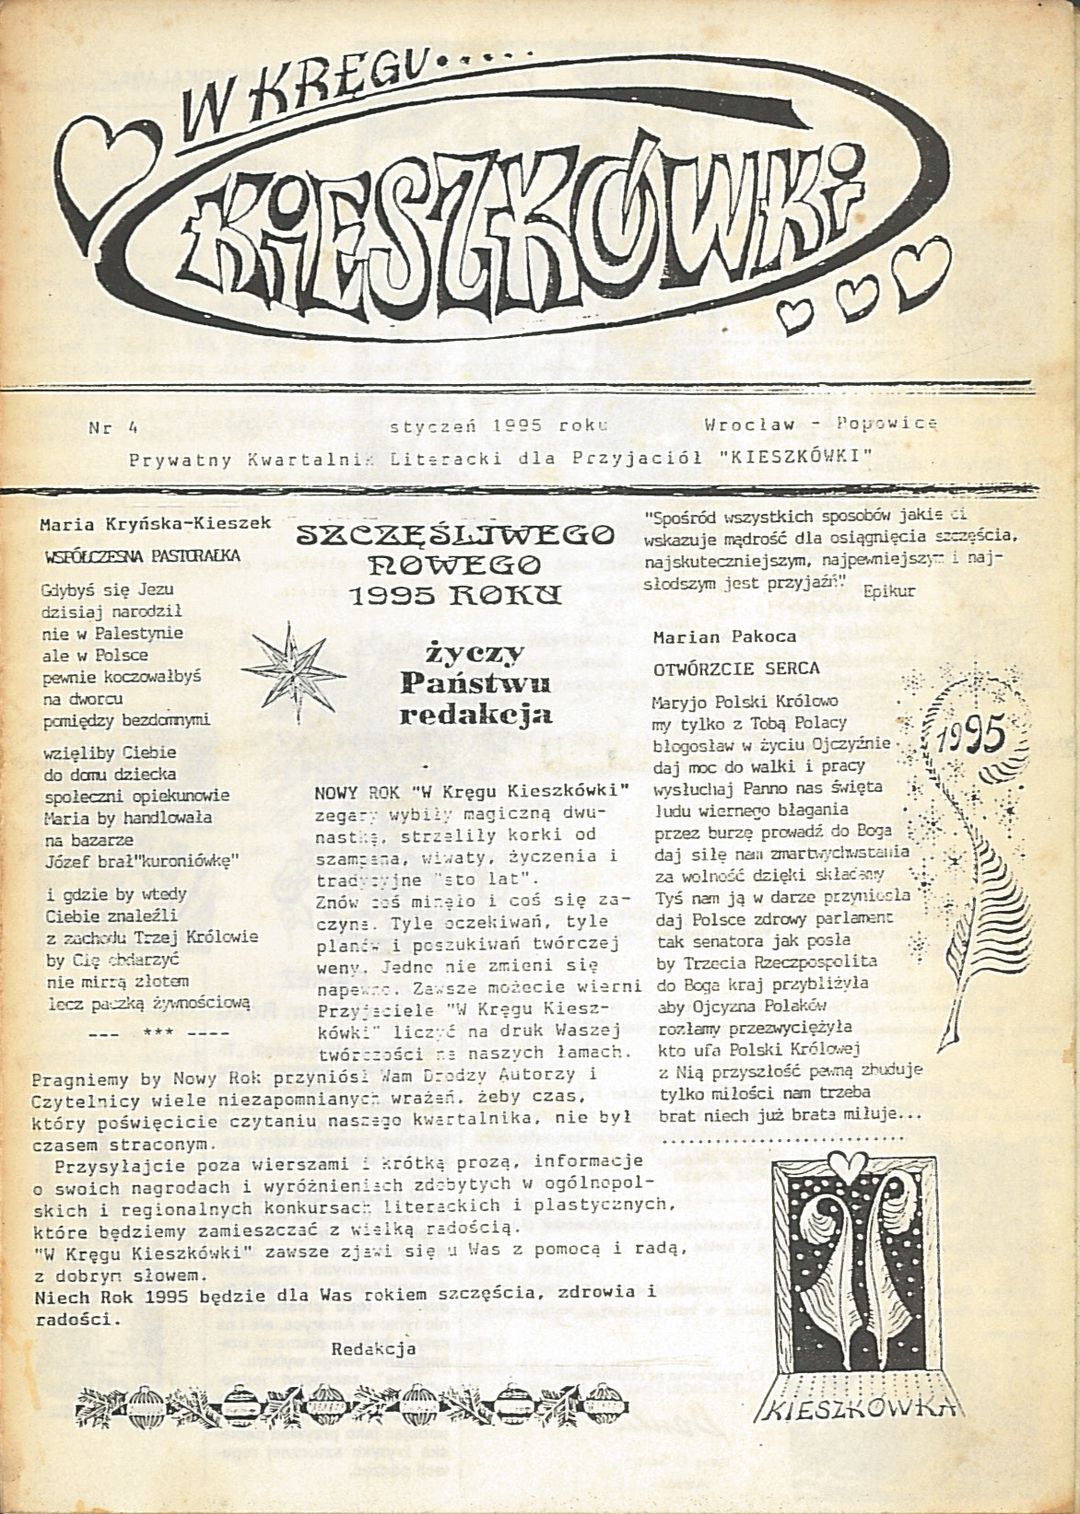 W KRĘGU.....
KiESZKÓWKi
Nr 4 styczeń 1995 roku Wrocław - Popowice
Prywatny Kwartalnik Literacki dla Przyjaciół "KIESZKÓWKI"
Maria Kryńska-Kieszek
WSPÓŁCZESNA PASTORAŁKA
Gdybyś się Jezu
dzisiaj narodził
nie w Palestynie
ale w Polsce
pewnie koczowałbyś
na dworcu
pomiędzy bezdomnymi
wzięliby Ciebie
do domu dziecka
społeczni opiekunowie
Maria by handlowała
na bazarze
Józef brał"kuroniówkę"
i gdzie by wtedy
Ciebie znaleźli
z zachodu Trzej Królowie
by Cię obdarzyć
nie mirrą złotem
lecz paczką żywnościową
--- *** ----
SZCZĘŚLIWEGO
NOWEGO
1995 ROKU
życzy
Państwu
redakcja
NOWY ROK "W Kręgu Kieszkówki"
zegary wybiły magiczną dwu-
nastkę, strzeliły korki od
szampana, wiwaty, życzenia i
tradycyjne "sto lat".
Znów coś minęło i coś się za-
czyna. Tyle oczekiwań, tyle
planów i poszukiwań twórczej
weny. Jedno nie zmieni się
napewno. Zawsze możecie wierni
Przyjaciele "W Kręgu Kiesz-
kówki" liczyć na druk Waszej
twórczości na naszych łamach.
Pragniemy by Nowy Rok przyniósł Wam Drodzy Autorzy i
Czytelnicy wiele niezapomnianych wrażeń, żeby czas,
który poświęcicie czytaniu naszego kwartalnika, nie był
czasem straconym.
Przysyłajcie poza wierszami i krótką prozą, informacje
o swoich nagrodach i wyróżnieniach zdobytych w ogólnopol-
skich i regionalnych konkursach literackich i plastycznych,
które będziemy zamieszczać z wielką radością.
"W Kręgu Kieszkówki" zawsze zjawi się u Was z pomocą i radą,
z dobrym słowem.
Niech Rok 1995 będzie dla Was rokiem szczęścia, zdrowia i
radości.
Redakcja
"Spośród wszystkich sposobów jakie ci
wskazuje mądrość dla osiągnięcia szczęścia,
najskuteczniejszym, najpewniejszym i naj-
słodszym jest przyjaźń"
Epikur
Marian Pakoca
OTWÓRZCIE SERCA
Maryjo Polski Królowo
my tylko z Tobą Polacy
błogosław w życiu Ojczyźnie
daj moc do walki i pracy
wysłuchaj Panno nas święta
ludu wiernego błagania
przez burzę prowadź do Boga
daj siłę nam zmartwychwstania
za wolność dzięki składamy
Tyś nam ją w darze przyniosła
daj Polsce zdrowy parlament
tak senatora jak posła
by Trzecia Rzeczpospolita
do Boga kraj przybliżyła
aby Ojcyzna Polaków
rozłamy przezwyciężyła
kto ufa Polski Królowej
z Nią przyszłość pewną zbuduje
tylko miłości nam trzeba
brat niech już brata miłuje...
1995
KIESZKÓWKA